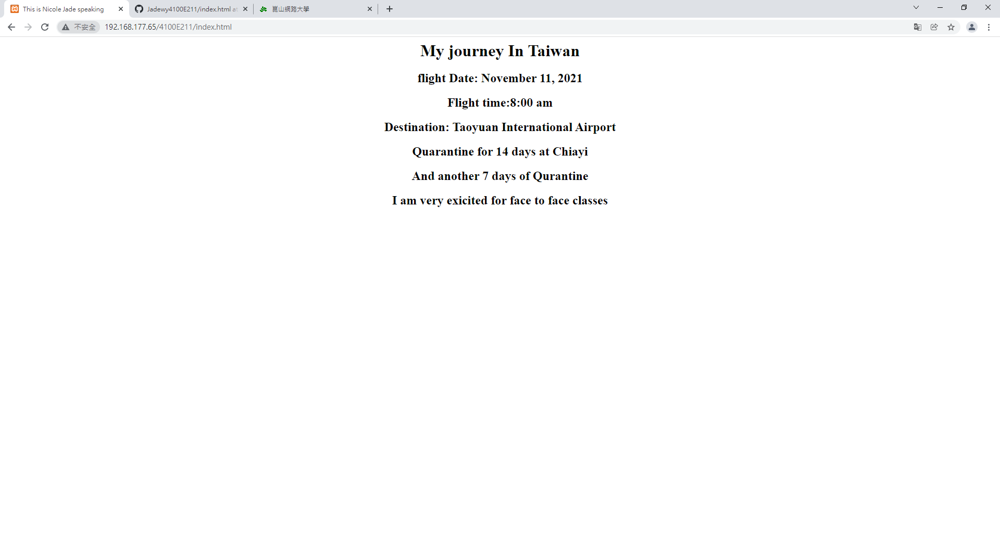 This is Nicole Jade speaking
Jadewy4100E211/index.html at
崑山網路大學
不安全
192.168.177.65/4100E211/index.html
My journey In Taiwan
flight Date: November 11, 2021
Flight time:8:00 am
Destination: Taoyuan International Airport
Quarantine for 14 days at Chiayi
And another 7 days of Qurantine
I am very exicited for face to face classes